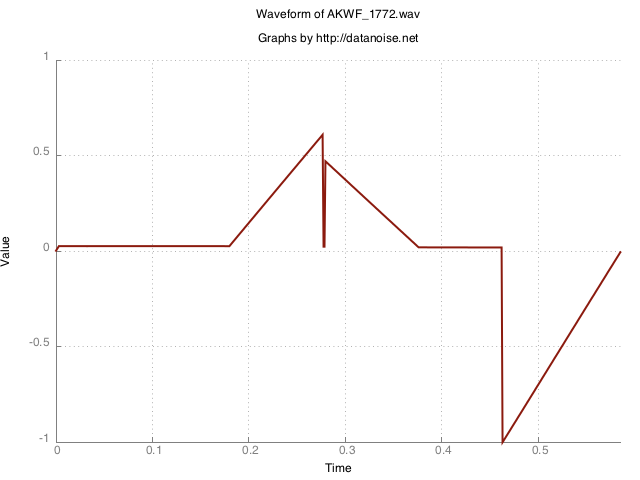 Waveform of AKWF_1772.wav
Graphs by http://datanoise.net
1
0.5
0
-0.5
-1
Value
0 0.1 0.2 0.3 0.4 0.5
Time